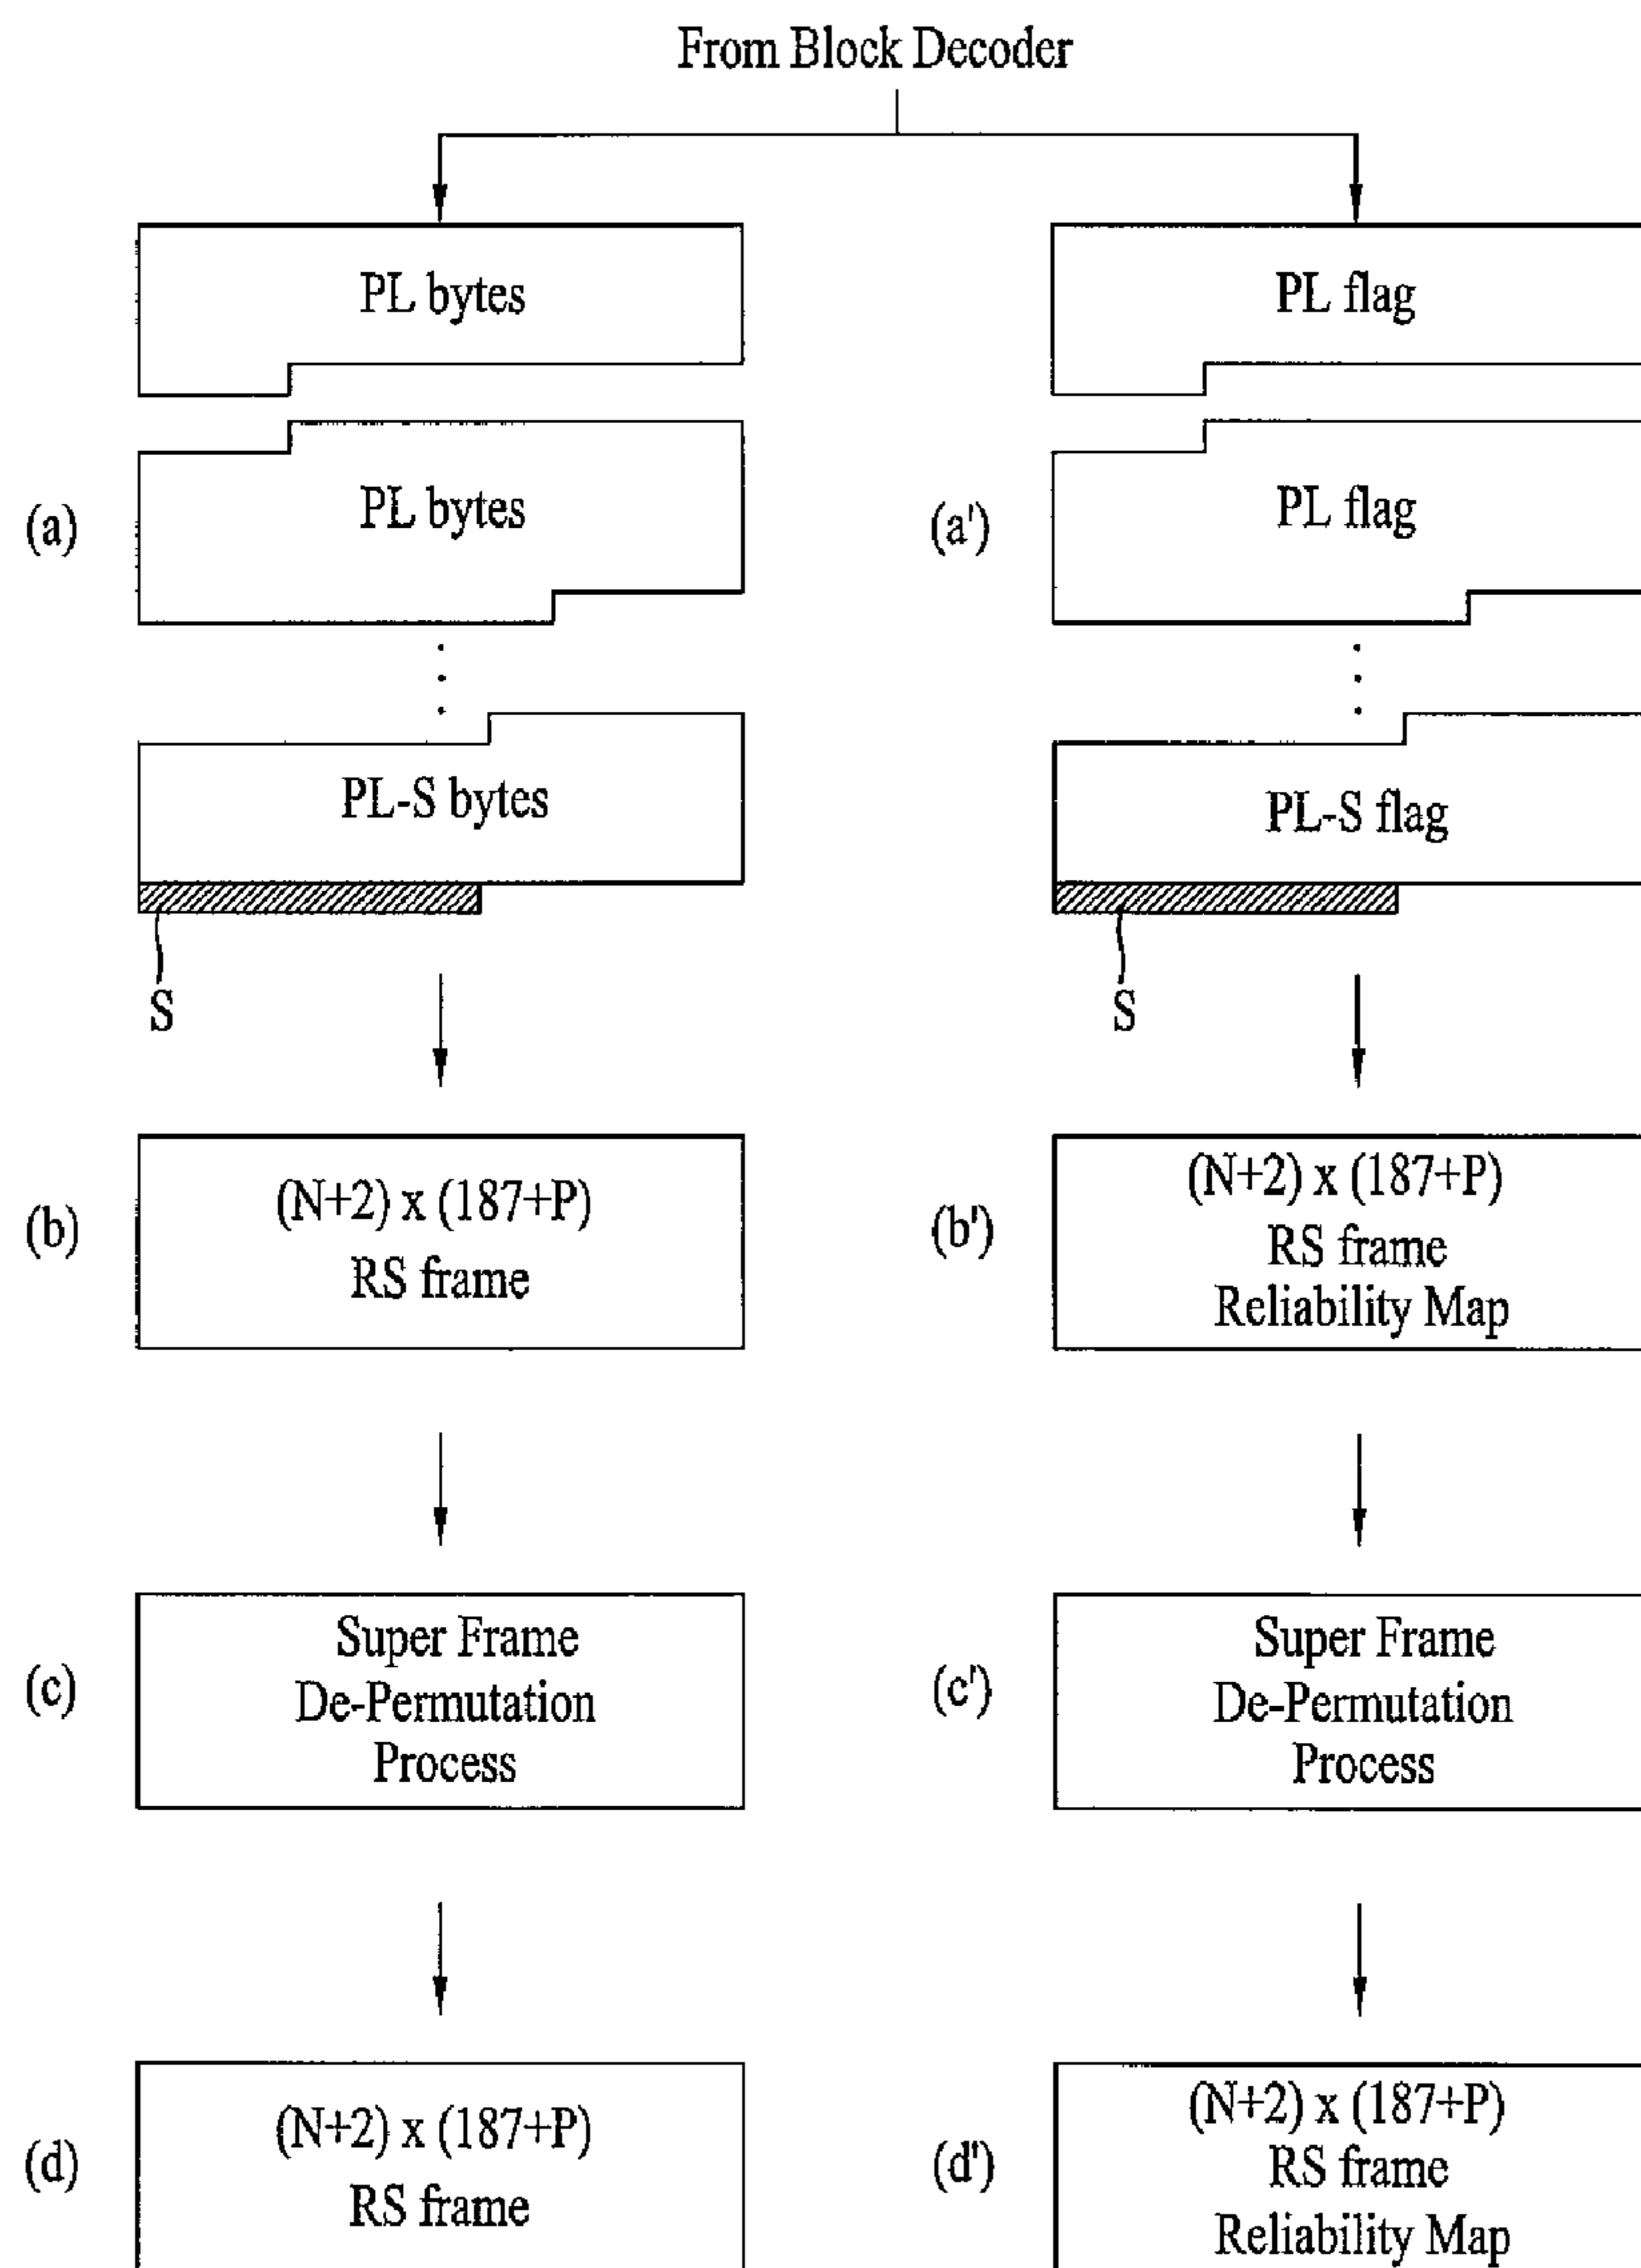 From Block Decoder
PL bytes
PL flag
(a)
PL bytes
(a')
PL flag
PL-S bytes
PL-S flag
S
S
(b)
(N+2) x (187+P)
RS frame
(b')
(N+2) x (187+P)
RS frame
Reliability Map
(c)
Super Frame
De-Permutation
Process
(c')
Super Frame
De-Permutation
Process
(d)
(N+2) x (187+P)
RS frame
(d')
(N+2) x (187+P)
RS frame
Reliability Map